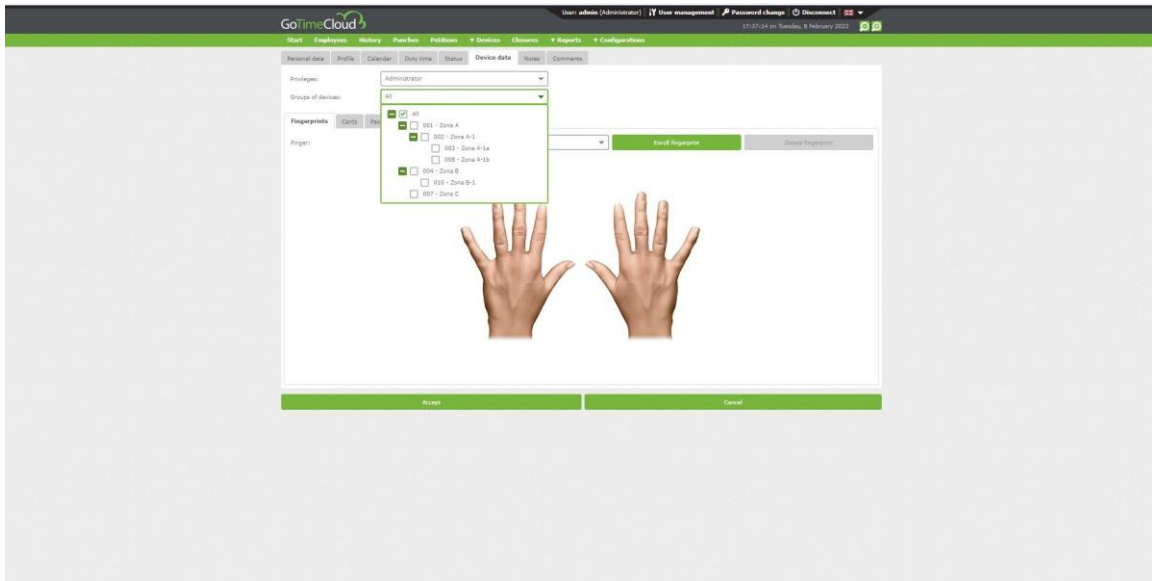 User: admin (Administrator) User management Password change Disconnect
GoTimeCloud
17:37:14 on Tuesday, 8 February 2022
Start Employees History Punches Petitions ▼ Devices Closures ▼ Reports ▼ Configurations
Personal data Profile Calendar Duty time Status Device data Notes Comments
Privileges: Administrator
Groups of devices: All
All
001 - Zona A
002 - Zona A-1
003 - Zona A-1a
008 - Zona A-1b
004 - Zona B
010 - Zona B-1
007 - Zona C
Fingerprints Cards
Finger: Enroll fingerprint Delete fingerprint
Accept Cancel